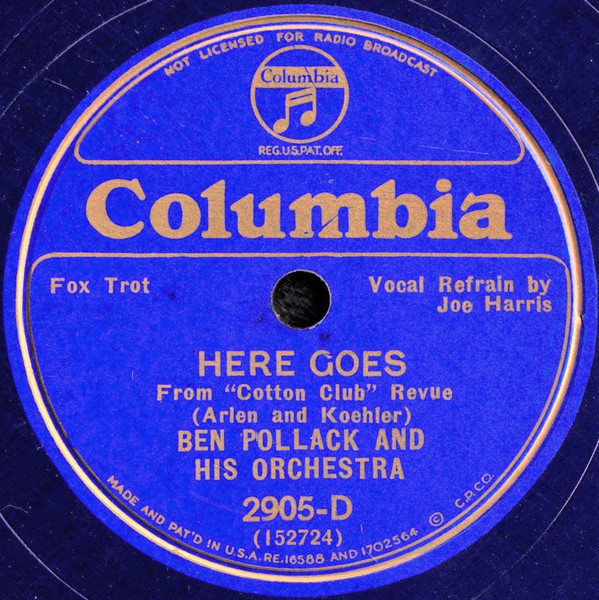 NOT LICENSED FOR RADIO BROADCAST
Columbia
REG.U.S.PAT.OFF.
Columbia
Fox Trot
Vocal Refrain by
Joe Harris
HERE GOES
From "Cotton Club" Revue
(Arlen and Koehler)
BEN POLLACK AND
HIS ORCHESTRA
2905-D
(152724)
MADE AND PAT'D IN U.S.A. RE.16588 AND 1702564 © C.P.CO.